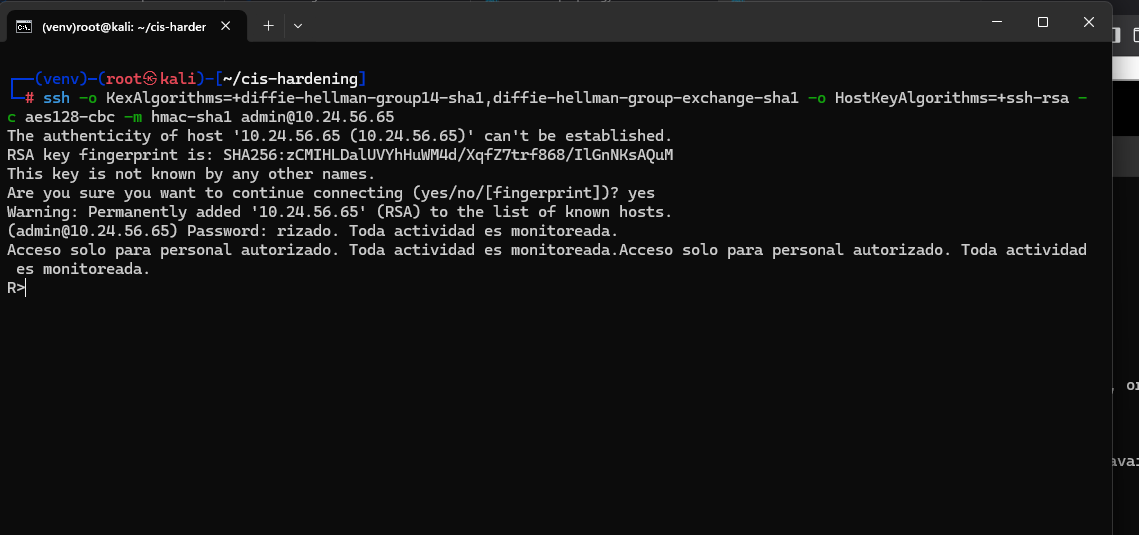 (venv)root@kali: ~/cis-harder
(venv)-(root㉿kali)-[~/cis-hardening]
# ssh -o KexAlgorithms=+diffie-hellman-group14-sha1,diffie-hellman-group-exchange-sha1 -o HostKeyAlgorithms=+ssh-rsa -
c aes128-cbc -m hmac-sha1 admin@10.24.56.65
The authenticity of host '10.24.56.65 (10.24.56.65)' can't be established.
RSA key fingerprint is: SHA256:zCMIHLDalUVYhHuWM4d/XqfZ7trf868/IlGnNKsAQuM
This key is not known by any other names.
Are you sure you want to continue connecting (yes/no/[fingerprint])? yes
Warning: Permanently added '10.24.56.65' (RSA) to the list of known hosts.
(admin@10.24.56.65) Password: rizado. Toda actividad es monitoreada.
Acceso solo para personal autorizado. Toda actividad es monitoreada.Acceso solo para personal autorizado. Toda actividad
es monitoreada.
R>
, or
avai